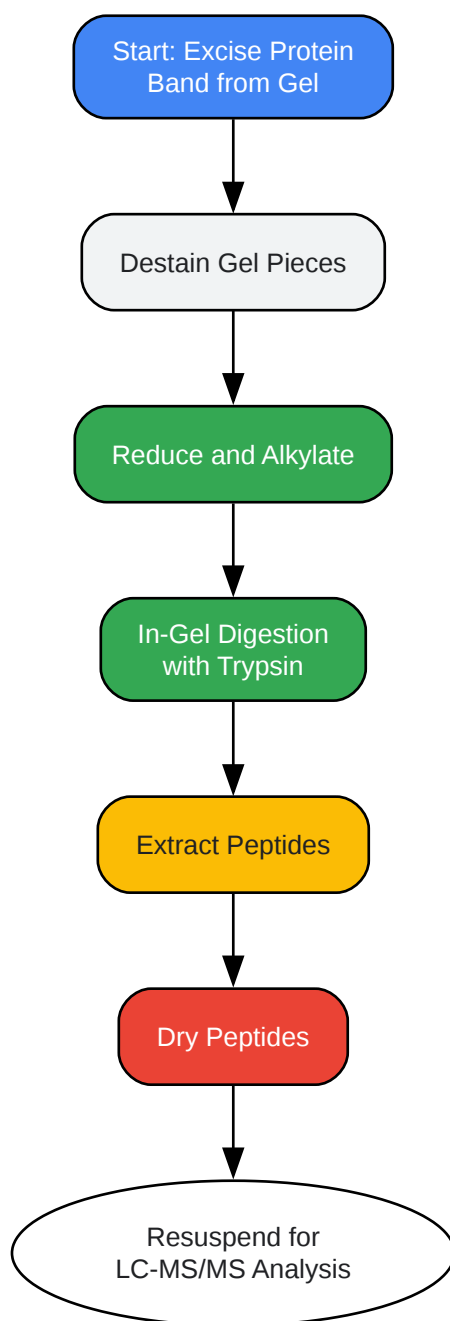 Start: Excise Protein
Band from Gel
Destain Gel Pieces
Reduce and Alkylate
In-Gel Digestion
with Trypsin
Extract Peptides
Dry Peptides
Resuspend for
LC-MS/MS Analysis